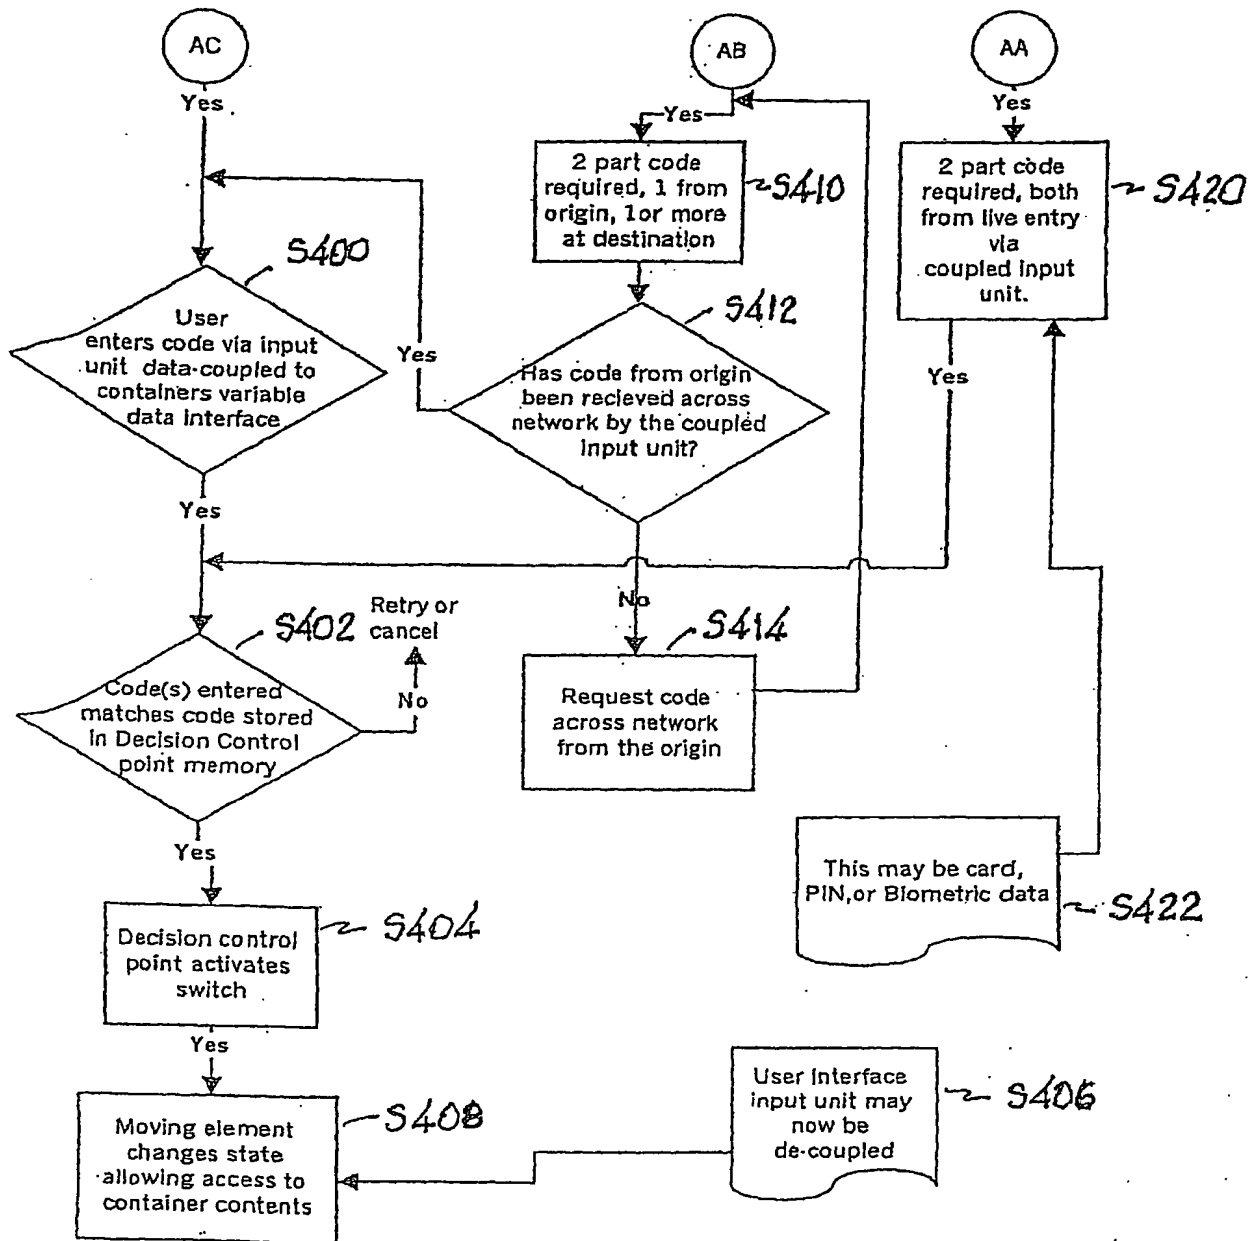 AC
Yes
S400
User
enters code via input
unit data-coupled to
containers variable
data interface
Yes
S402
Retry or
cancel
No
Code(s) entered
matches code stored
in Decision Control
point memory
Yes
S404
Decision control
point activates
switch
Yes
S408
Moving element
changes state
allowing access to
container contents
AB
Yes
2 part code
required, 1 from
origin, 1or more
at destination
S410
S412
Has code from origin
been recieved across
network by the coupled
input unit?
Yes
No
S414
Request code
across network
from the origin
AA
Yes
2 part code
required, both
from live entry
via
coupled input
unit.
S420
Yes
This may be card,
PIN,or Biometric data
S422
User interface
input unit may
now be
de-coupled
S406